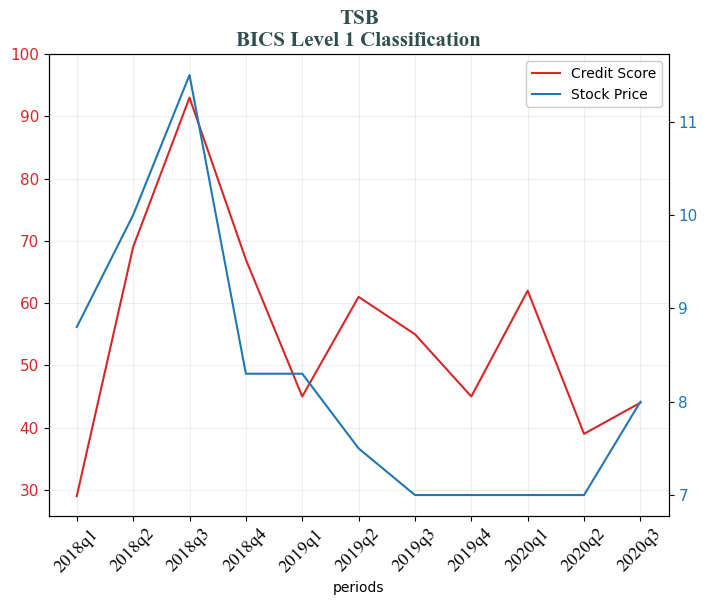 TSB
BICS Level 1 Classification
Credit Score
Stock Price
100
90
80
70
60
50
40
30
11
10
9
8
7
2018q1
2018q2
2018q3
2018q4
2019q1
2019q2
2019q3
2019q4
2020q1
2020q2
2020q3
periods